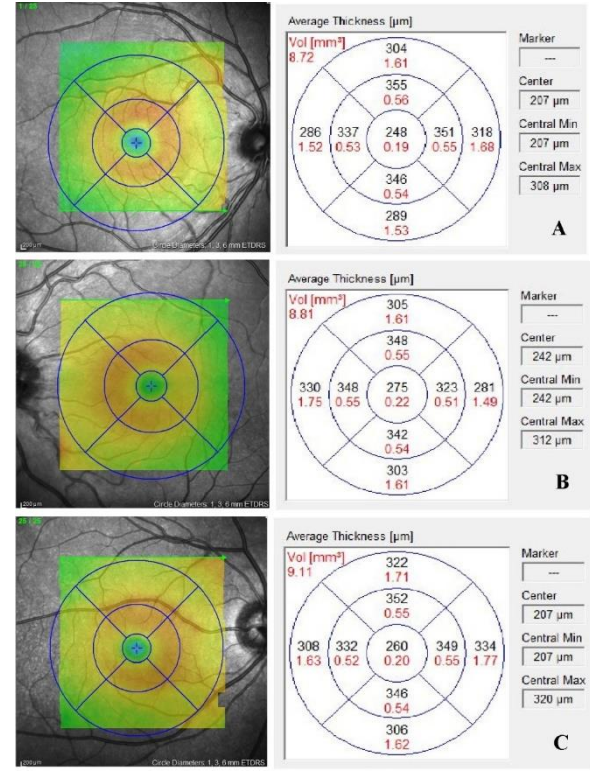 1 / 25
200 µm
Circle Diameters: 1, 3, 6 mm ETDRS
Average Thickness [µm]
Vol [mm³]
8.72
304
1.61
355
0.56
286 337 248 351 318
1.52 0.53 0.19 0.55 1.68
346
0.54
289
1.53
Marker
---
Center
207 µm
Central Min
207 µm
Central Max
308 µm
A
200 µm
Circle Diameters: 1, 3, 6 mm ETDRS
Average Thickness [µm]
Vol [mm³]
8.81
305
1.61
348
0.55
330 348 275 323 281
1.75 0.55 0.22 0.51 1.49
342
0.54
303
1.61
Marker
---
Center
242 µm
Central Min
242 µm
Central Max
312 µm
B
25 / 25
200 µm
Circle Diameters: 1, 3, 6 mm ETDRS
Average Thickness [µm]
Vol [mm³]
9.11
322
1.71
352
0.55
308 332 260 349 334
1.63 0.52 0.20 0.55 1.77
346
0.54
306
1.62
Marker
---
Center
207 µm
Central Min
207 µm
Central Max
320 µm
C